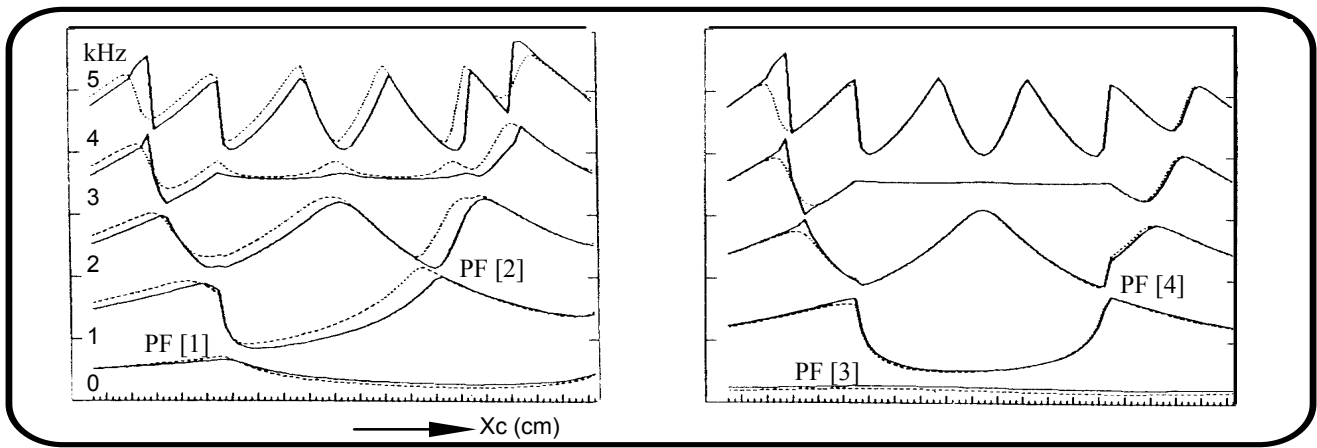 kHz
5
4
3
2
PF [2]
PF [4]
1
PF [1]
PF [3]
0
Xc (cm)